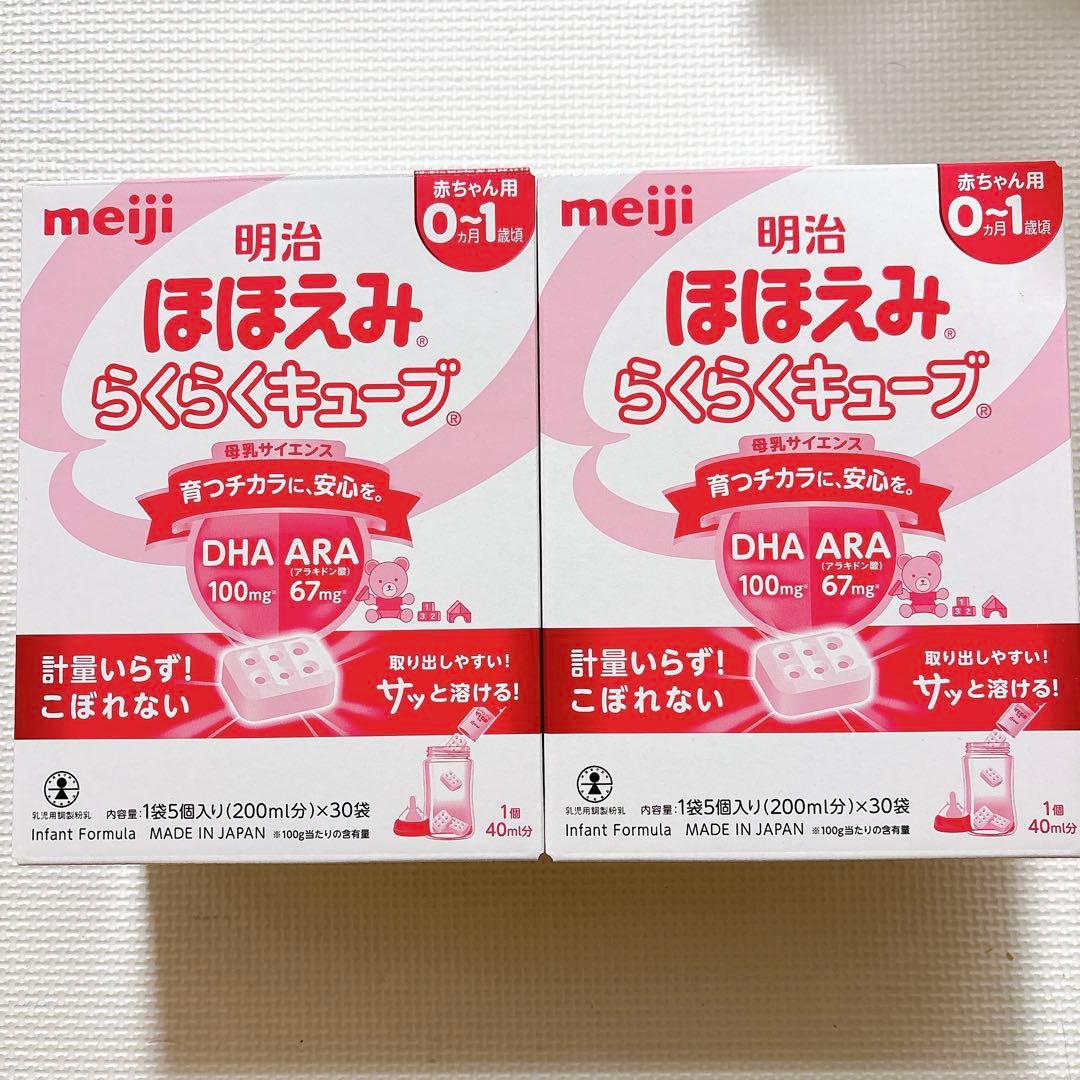 meiji
赤ちゃん用
0ヵ月~1歳頃
明治
ほほえみ®
らくらくキューブ®
母乳サイエンス
育つチカラに、安心を。
DHA ARA
(アラキドン酸)
100mg※ 67mg※
1
3 2
計量いらず!
こぼれない
取り出しやすい!
サッと溶ける!
乳児用調製粉乳
内容量:1袋5個入り(200ml分)×30袋
Infant Formula MADE IN JAPAN ※100g当たりの含有量
1個
40ml分
meiji
赤ちゃん用
0ヵ月~1歳頃
明治
ほほえみ®
らくらくキューブ®
母乳サイエンス
育つチカラに、安心を。
DHA ARA
(アラキドン酸)
100mg※ 67mg※
1
3 2
計量いらず!
こぼれない
取り出しやすい!
サッと溶ける!
乳児用調製粉乳
内容量:1袋5個入り(200ml分)×30袋
Infant Formula MADE IN JAPAN ※100g当たりの含有量
1個
40ml分